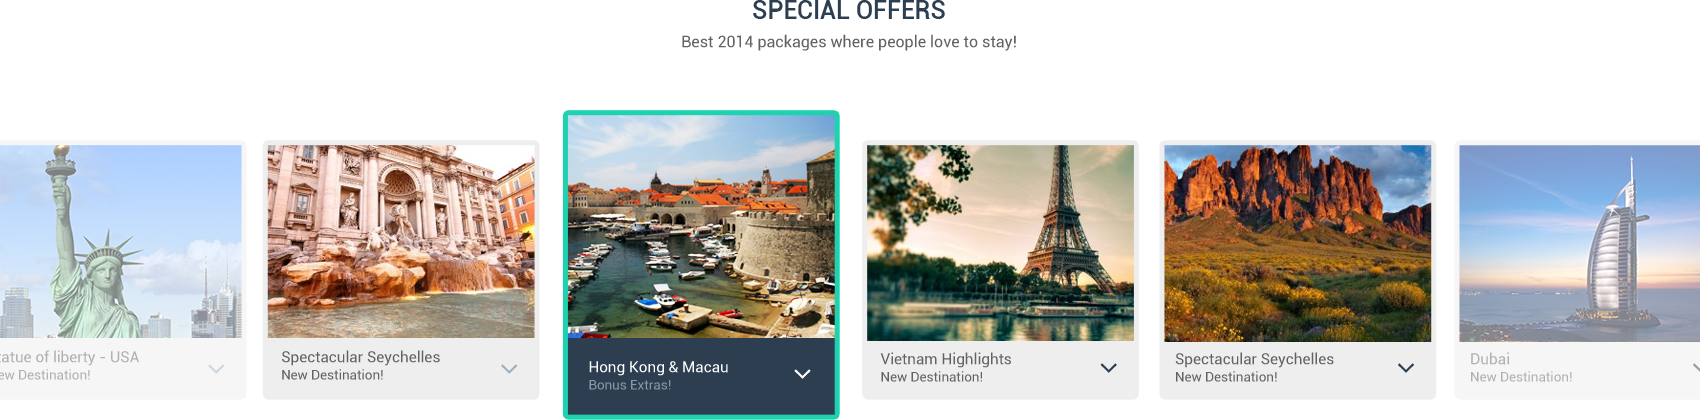 SPECIAL OFFERS
Best 2014 packages where people love to stay!
tatue of liberty - USA
ew Destination!
Spectacular Seychelles
New Destination!
Hong Kong & Macau
Bonus Extras!
Vietnam Highlights
New Destination!
Spectacular Seychelles
New Destination!
Dubai
New Destination!